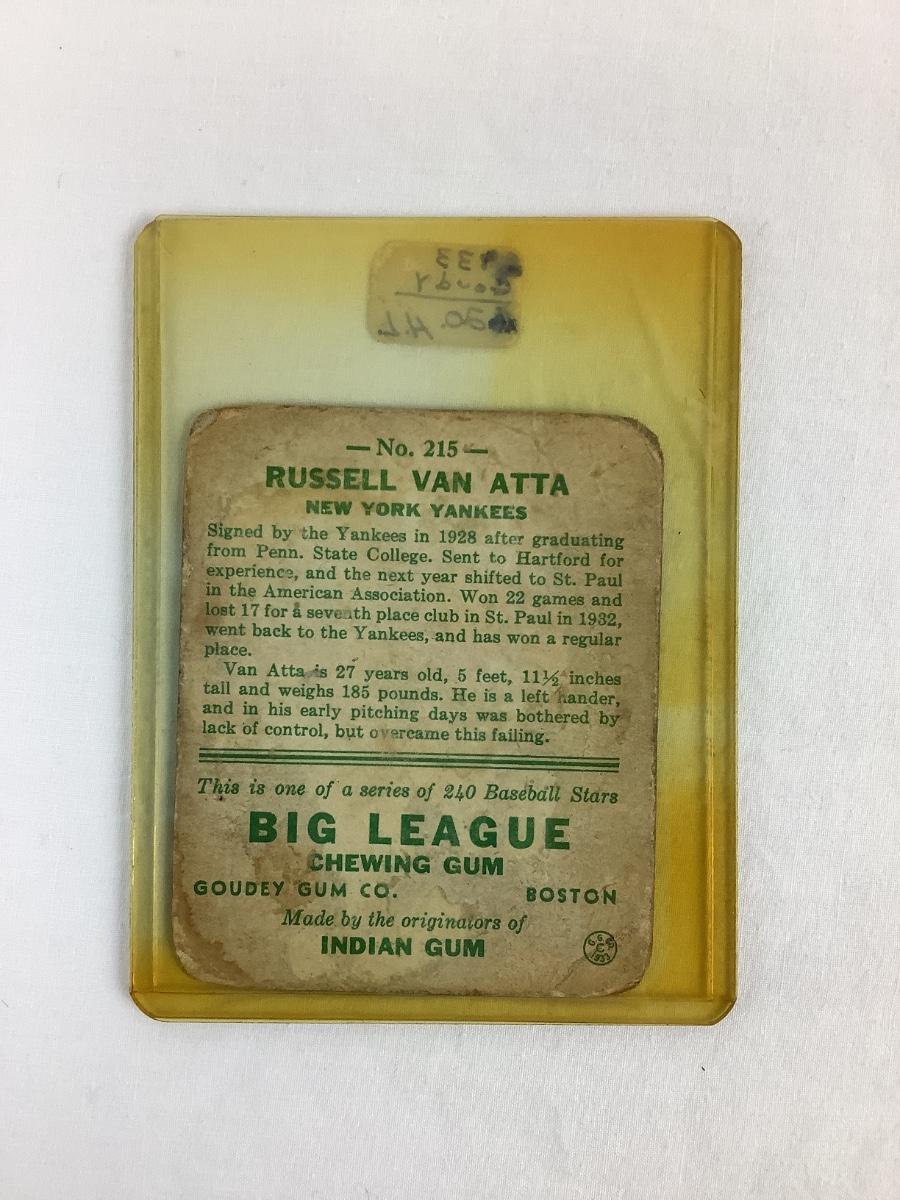 1933
Goudy
$20. H.L.
— No. 215 —
RUSSELL VAN ATTA
NEW YORK YANKEES
Signed by the Yankees in 1928 after graduating
from Penn. State College. Sent to Hartford for
experience, and the next year shifted to St. Paul
in the American Association. Won 22 games and
lost 17 for a seventh place club in St. Paul in 1932,
went back to the Yankees, and has won a regular
place.
Van Atta is 27 years old, 5 feet, 11½ inches
tall and weighs 185 pounds. He is a left hander,
and in his early pitching days was bothered by
lack of control, but overcame this failing.
This is one of a series of 240 Baseball Stars
BIG LEAGUE
CHEWING GUM
GOUDEY GUM CO. BOSTON
Made by the originators of
INDIAN GUM
1933